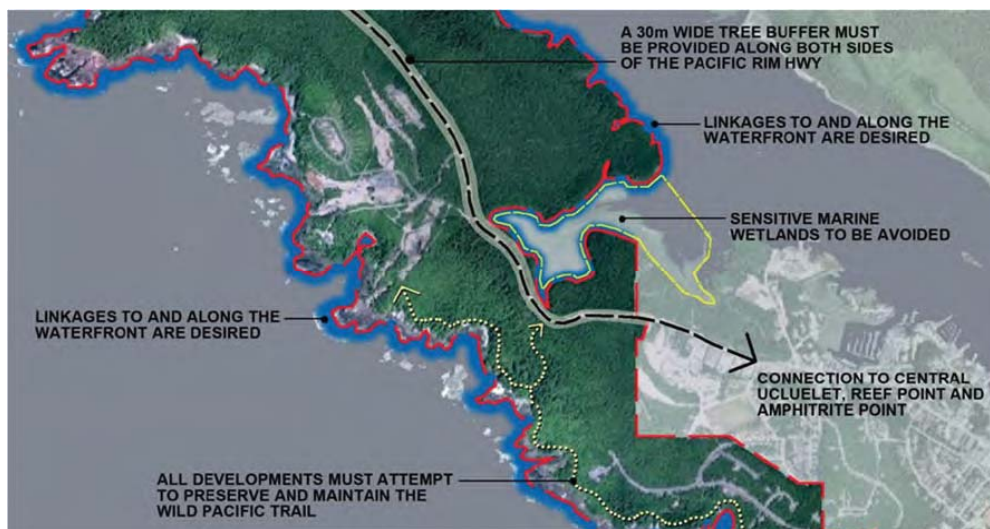 A 30m WIDE TREE BUFFER MUST
BE PROVIDED ALONG BOTH SIDES
OF THE PACIFIC RIM HWY
LINKAGES TO AND ALONG THE
WATERFRONT ARE DESIRED
SENSITIVE MARINE
WETLANDS TO BE AVOIDED
LINKAGES TO AND ALONG THE
WATERFRONT ARE DESIRED
CONNECTION TO CENTRAL
UCLUELET, REEF POINT AND
AMPHITRITE POINT
ALL DEVELOPMENTS MUST ATTEMPT
TO PRESERVE AND MAINTAIN THE
WILD PACIFIC TRAIL